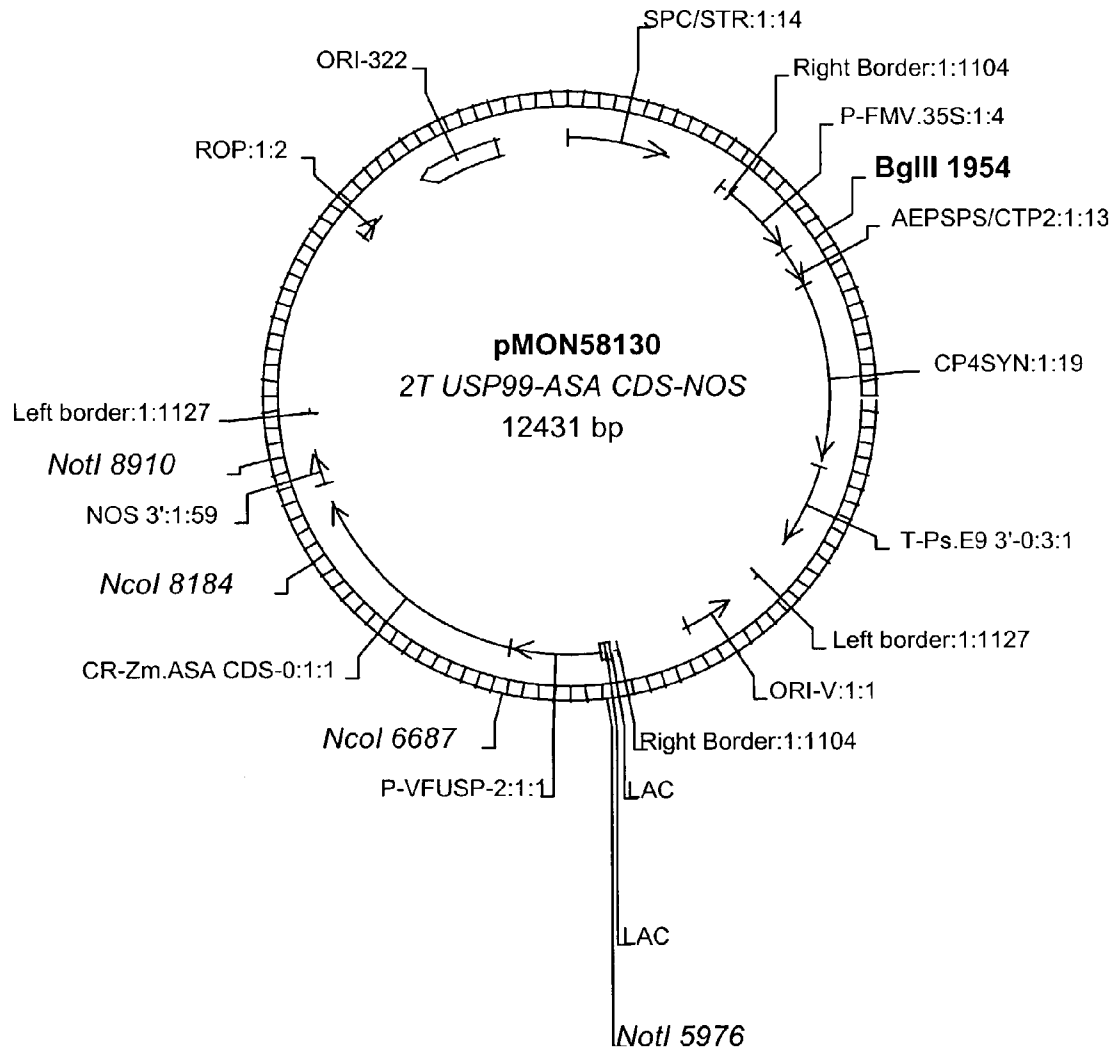 SPC/STR:1:14
ORI-322
Right Border:1:1104
P-FMV.35S:1:4
ROP:1:2
BglII 1954
AEPSPS/CTP2:1:13
pMON58130
2T USP99-ASA CDS-NOS
12431 bp
CP4SYN:1:19
Left border:1:1127
NotI 8910
NOS 3':1:59
T-Ps.E9 3'-0:3:1
NcoI 8184
Left border:1:1127
CR-Zm.ASA CDS-0:1:1
ORI-V:1:1
NcoI 6687
Right Border:1:1104
P-VFUSP-2:1:1
LAC
LAC
NotI 5976